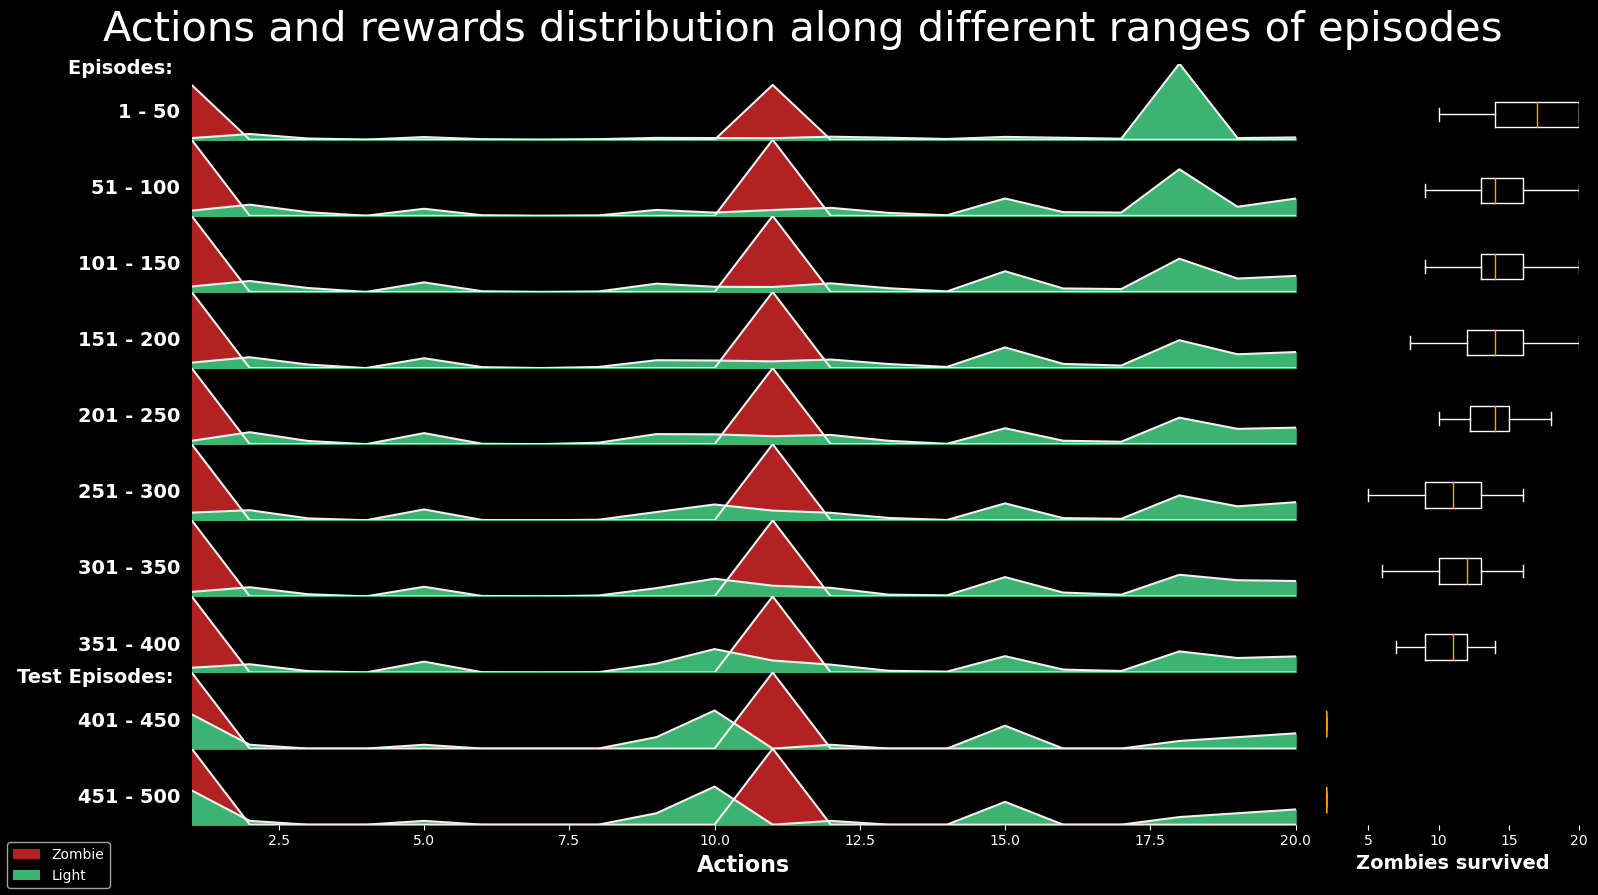 Actions and rewards distribution along different ranges of episodes
Episodes:
1 - 50
51 - 100
101 - 150
151 - 200
201 - 250
251 - 300
301 - 350
351 - 400
Test Episodes:
401 - 450
451 - 500
2.5 5.0 7.5 10.0 12.5 15.0 17.5 20.0
Actions
5 10 15 20
Zombies survived
Zombie
Light